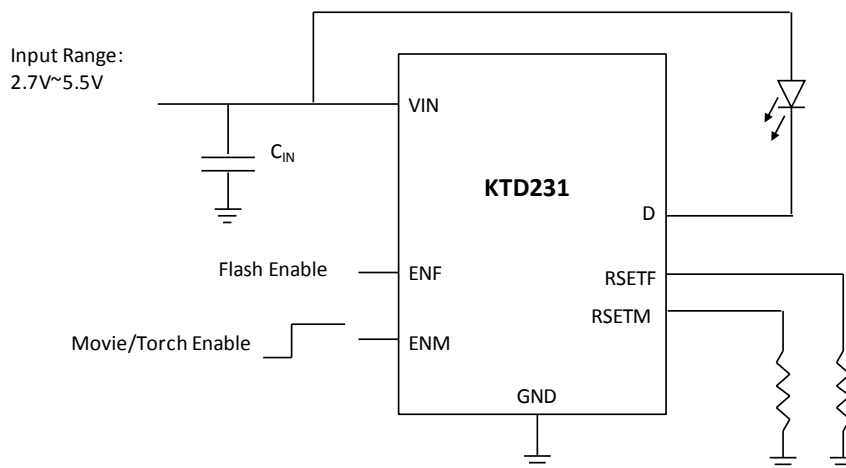 Input Range:
2.7V~5.5V
VIN
C_IN
KTD231
D
Flash Enable
ENF
RSETF
RSETM
Movie/Torch Enable
ENM
GND